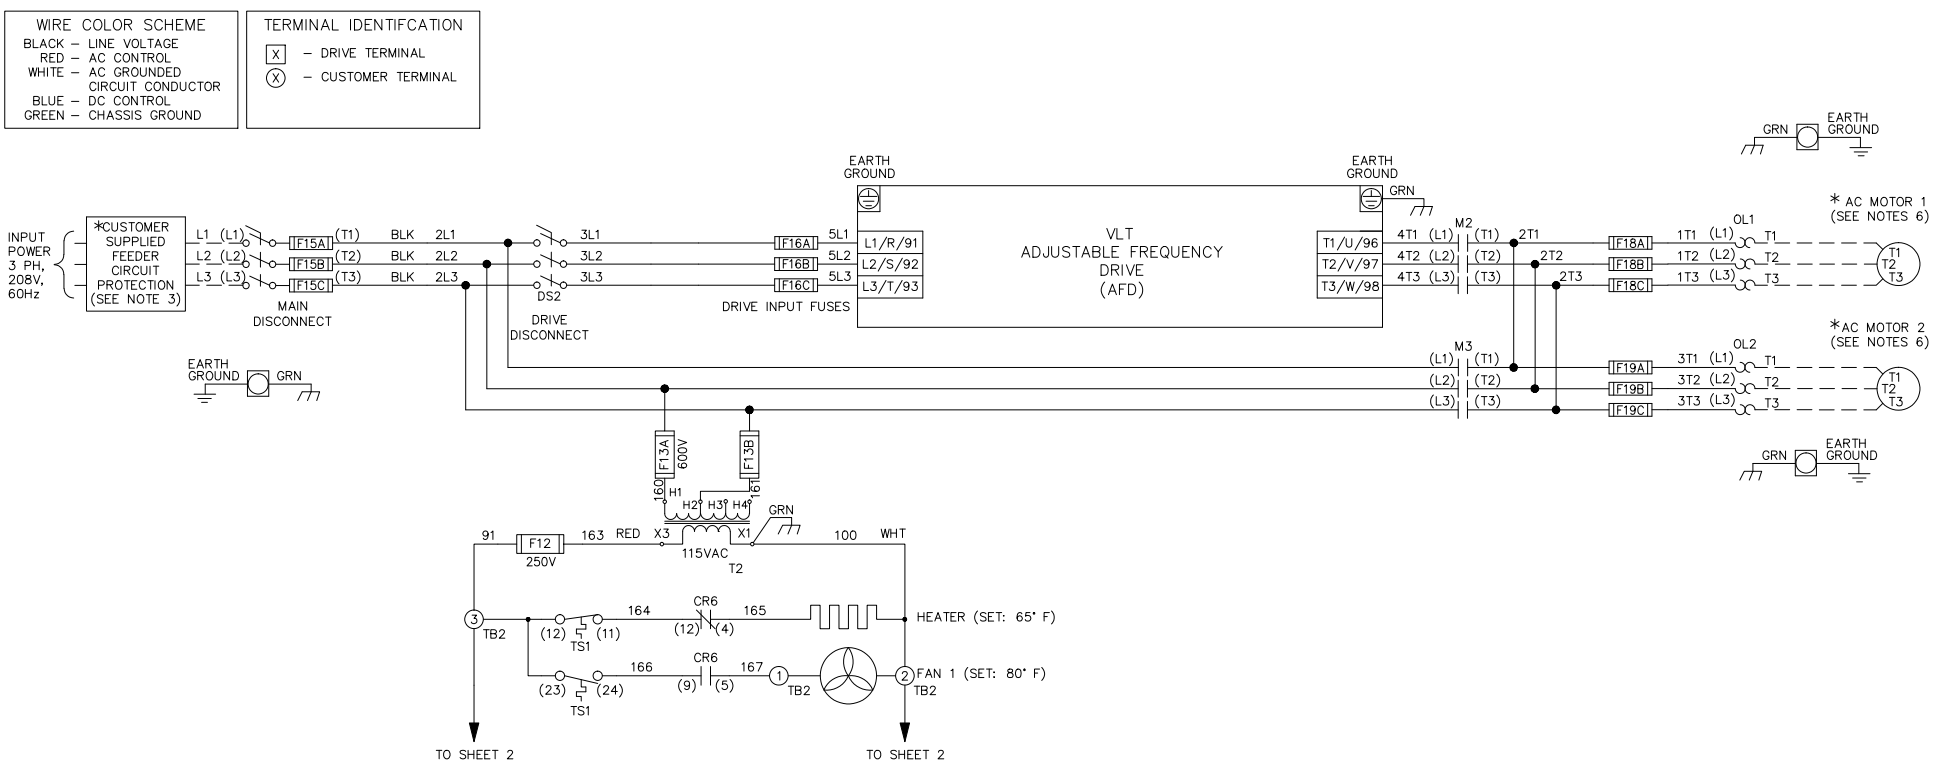 WIRE COLOR SCHEME
BLACK – LINE VOLTAGE
RED – AC CONTROL
WHITE – AC GROUNDED
CIRCUIT CONDUCTOR
BLUE – DC CONTROL
GREEN – CHASSIS GROUND
TERMINAL IDENTIFCATION
X – DRIVE TERMINAL
X – CUSTOMER TERMINAL
GRN
EARTH
GROUND
EARTH
GROUND
EARTH
GROUND
GRN
INPUT
POWER
3 PH,
208V,
60Hz
*CUSTOMER
SUPPLIED
FEEDER
CIRCUIT
PROTECTION
(SEE NOTE 3)
L1 (L1) F15A (T1) BLK 2L1 3L1 F16A 5L1 L1/R/91
L2 (L2) F15B (T2) BLK 2L2 3L2 F16B 5L2 L2/S/92
L3 (L3) F15C (T3) BLK 2L3 3L3 F16C 5L3 L3/T/93
MAIN
DISCONNECT
DS2
DRIVE
DISCONNECT
DRIVE INPUT FUSES
VLT
ADJUSTABLE FREQUENCY
DRIVE
(AFD)
M2
OL1
T1/U/96 4T1 (L1) (T1) 2T1 F18A 1T1 (L1) T1
T2/V/97 4T2 (L2) (T2) 2T2 F18B 1T2 (L2) T2
T3/W/98 4T3 (L3) (T3) 2T3 F18C 1T3 (L3) T3
* AC MOTOR 1
(SEE NOTES 6)
T1
T2
T3
M3
OL2
(L1) (T1) F19A 3T1 (L1) T1
(L2) (T2) F19B 3T2 (L2) T2
(L3) (T3) F19C 3T3 (L3) T3
* AC MOTOR 2
(SEE NOTES 6)
T1
T2
T3
EARTH
GROUND
GRN
GRN
EARTH
GROUND
F13A
600V
F13B
160
161
H1 H2 H3 H4
GRN
91 F12 163 RED X3 X1 100 WHT
250V
115VAC
T2
3
TB2
(12) (11)
TS1
164
CR6
(12) (4)
165
HEATER (SET: 65° F)
(23) (24)
TS1
166
CR6
(9) (5)
167
1
TB2
2
TB2
FAN 1 (SET: 80° F)
TO SHEET 2
TO SHEET 2